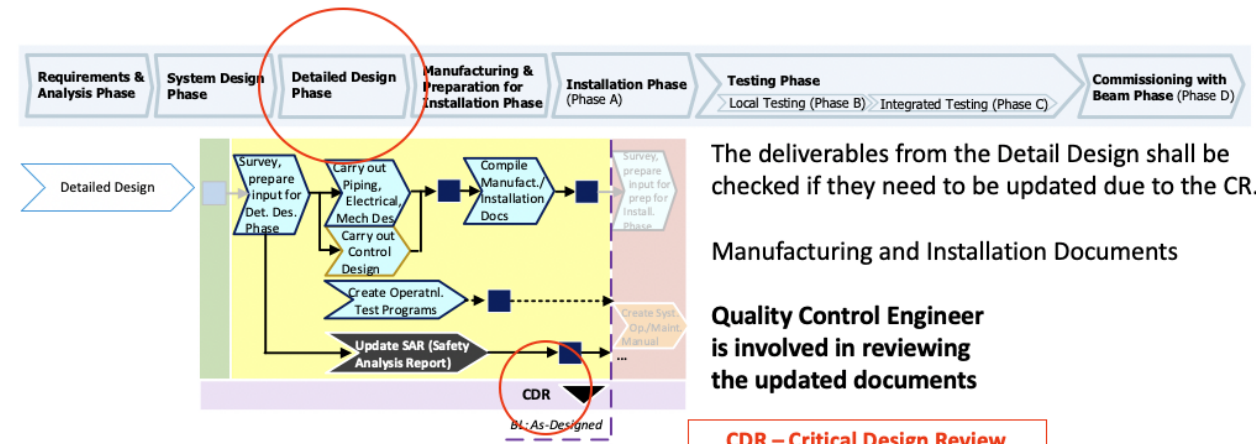 Requirements &
Analysis Phase
System Design
Phase
Detailed Design
Phase
Manufacturing &
Preparation for
Installation Phase
Installation Phase
(Phase A)
Testing Phase
Local Testing (Phase B)
Integrated Testing (Phase C)
Commissioning with
Beam Phase (Phase D)
Detailed Design
Survey,
prepare
input for
Det. Des.
Phase
Carry out
Piping,
Electrical,
Mech Des
Carry out
Control
Design
Compile
Manufact./
Installation
Docs
Survey,
prepare
input for
prep for
Install.
Phase
Create Operatnl.
Test Programs
Create Syst.
Op./Maint.
Manual
Update SAR (Safety
Analysis Report)
...
CDR
BL: As-Designed
The deliverables from the Detail Design shall be
checked if they need to be updated due to the CR.
Manufacturing and Installation Documents
Quality Control Engineer
is involved in reviewing
the updated documents
CDR – Critical Design Review